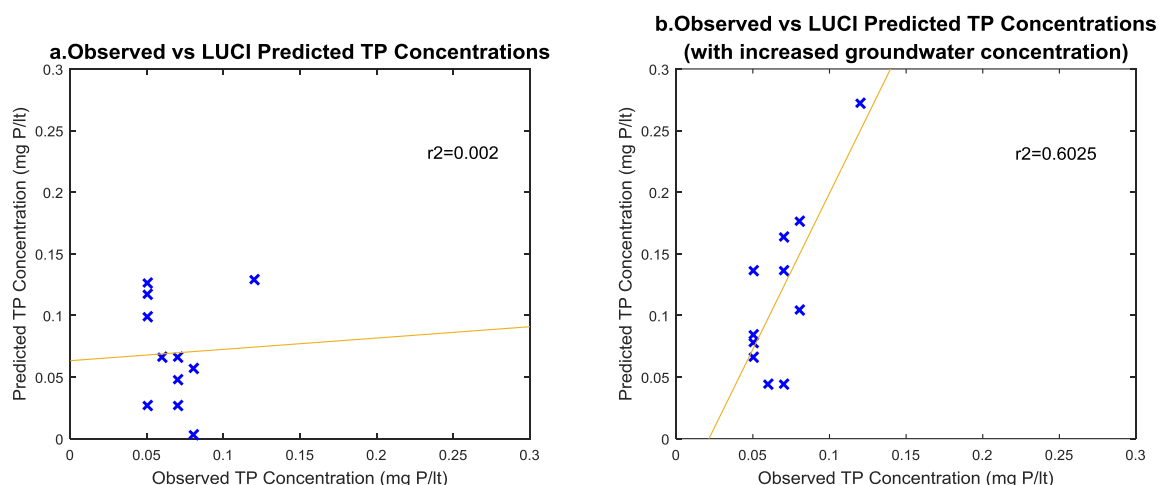 a.Observed vs LUCI Predicted TP Concentrations
0.3
0.25
0.2
0.15
0.1
0.05
0
Predicted TP Concentration (mg P/lt)
r2=0.002
0 0.05 0.1 0.15 0.2 0.25 0.3
Observed TP Concentration (mg P/lt)
b.Observed vs LUCI Predicted TP Concentrations
(with increased groundwater concentration)
0.3
0.25
0.2
0.15
0.1
0.05
0
Predicted TP Concentration (mg P/lt)
r2=0.6025
0 0.05 0.1 0.15 0.2 0.25 0.3
Observed TP Concentration (mg P/lt)